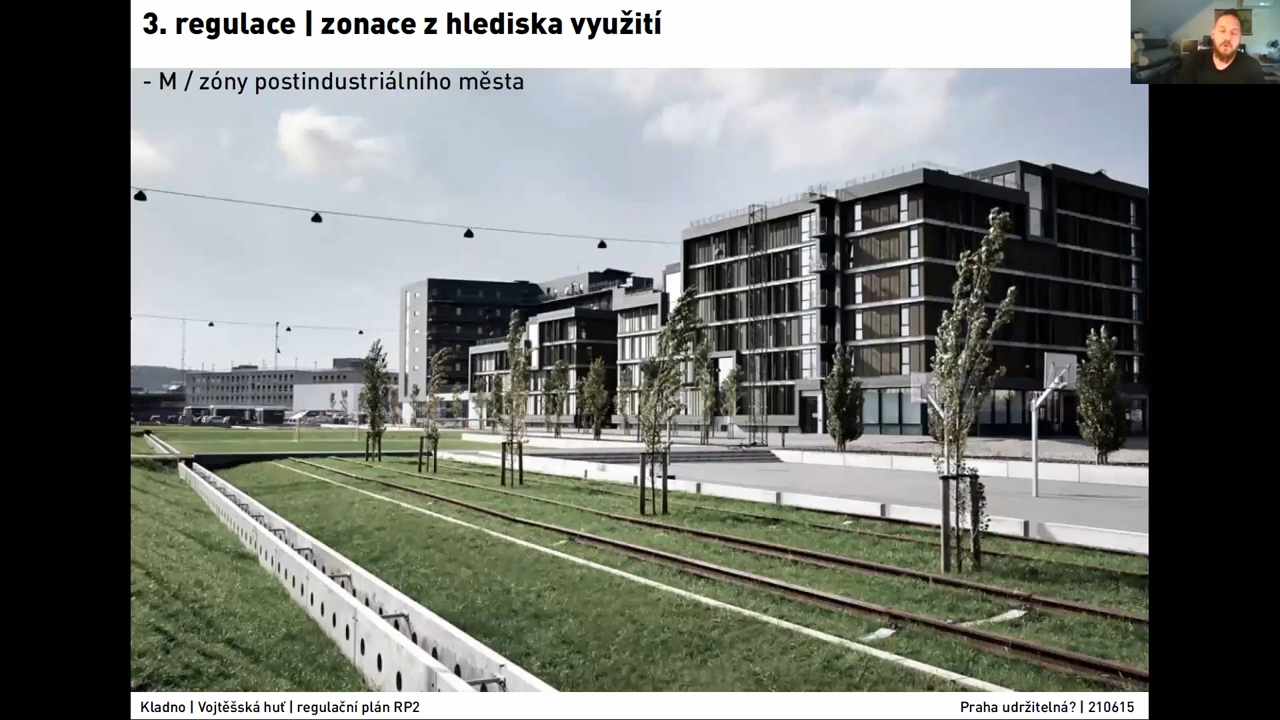 3. regulace | zonace z hlediska využití
- M / zóny postindustriálního města
Kladno | Vojtěšská huť | regulační plán RP2
Praha udržitelná? | 210615